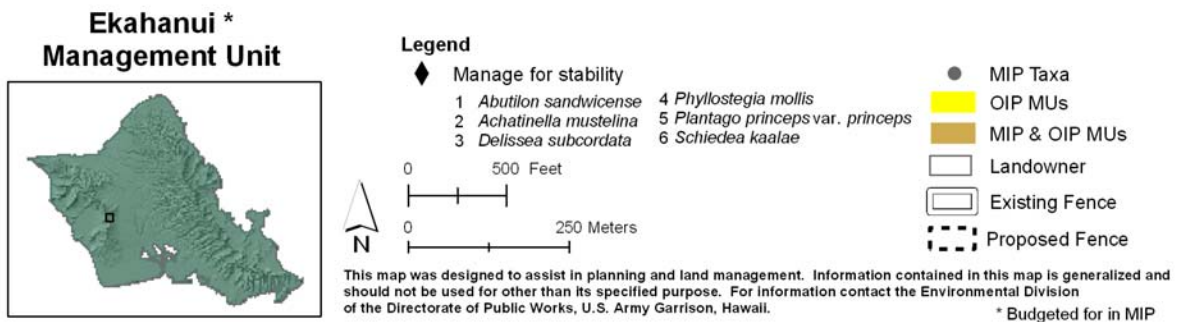 Ekahanui *
Management Unit
Legend
Manage for stability
1 Abutilon sandwicense
2 Achatinella mustelina
3 Delissea subcordata
4 Phyllostegia mollis
5 Plantago princeps var. princeps
6 Schiedea kaalae
0 500 Feet
0 250 Meters
N
MIP Taxa
OIP MUs
MIP & OIP MUs
Landowner
Existing Fence
Proposed Fence
This map was designed to assist in planning and land management. Information contained in this map is generalized and
should not be used for other than its specified purpose. For information contact the Environmental Division
of the Directorate of Public Works, U.S. Army Garrison, Hawaii.
* Budgeted for in MIP